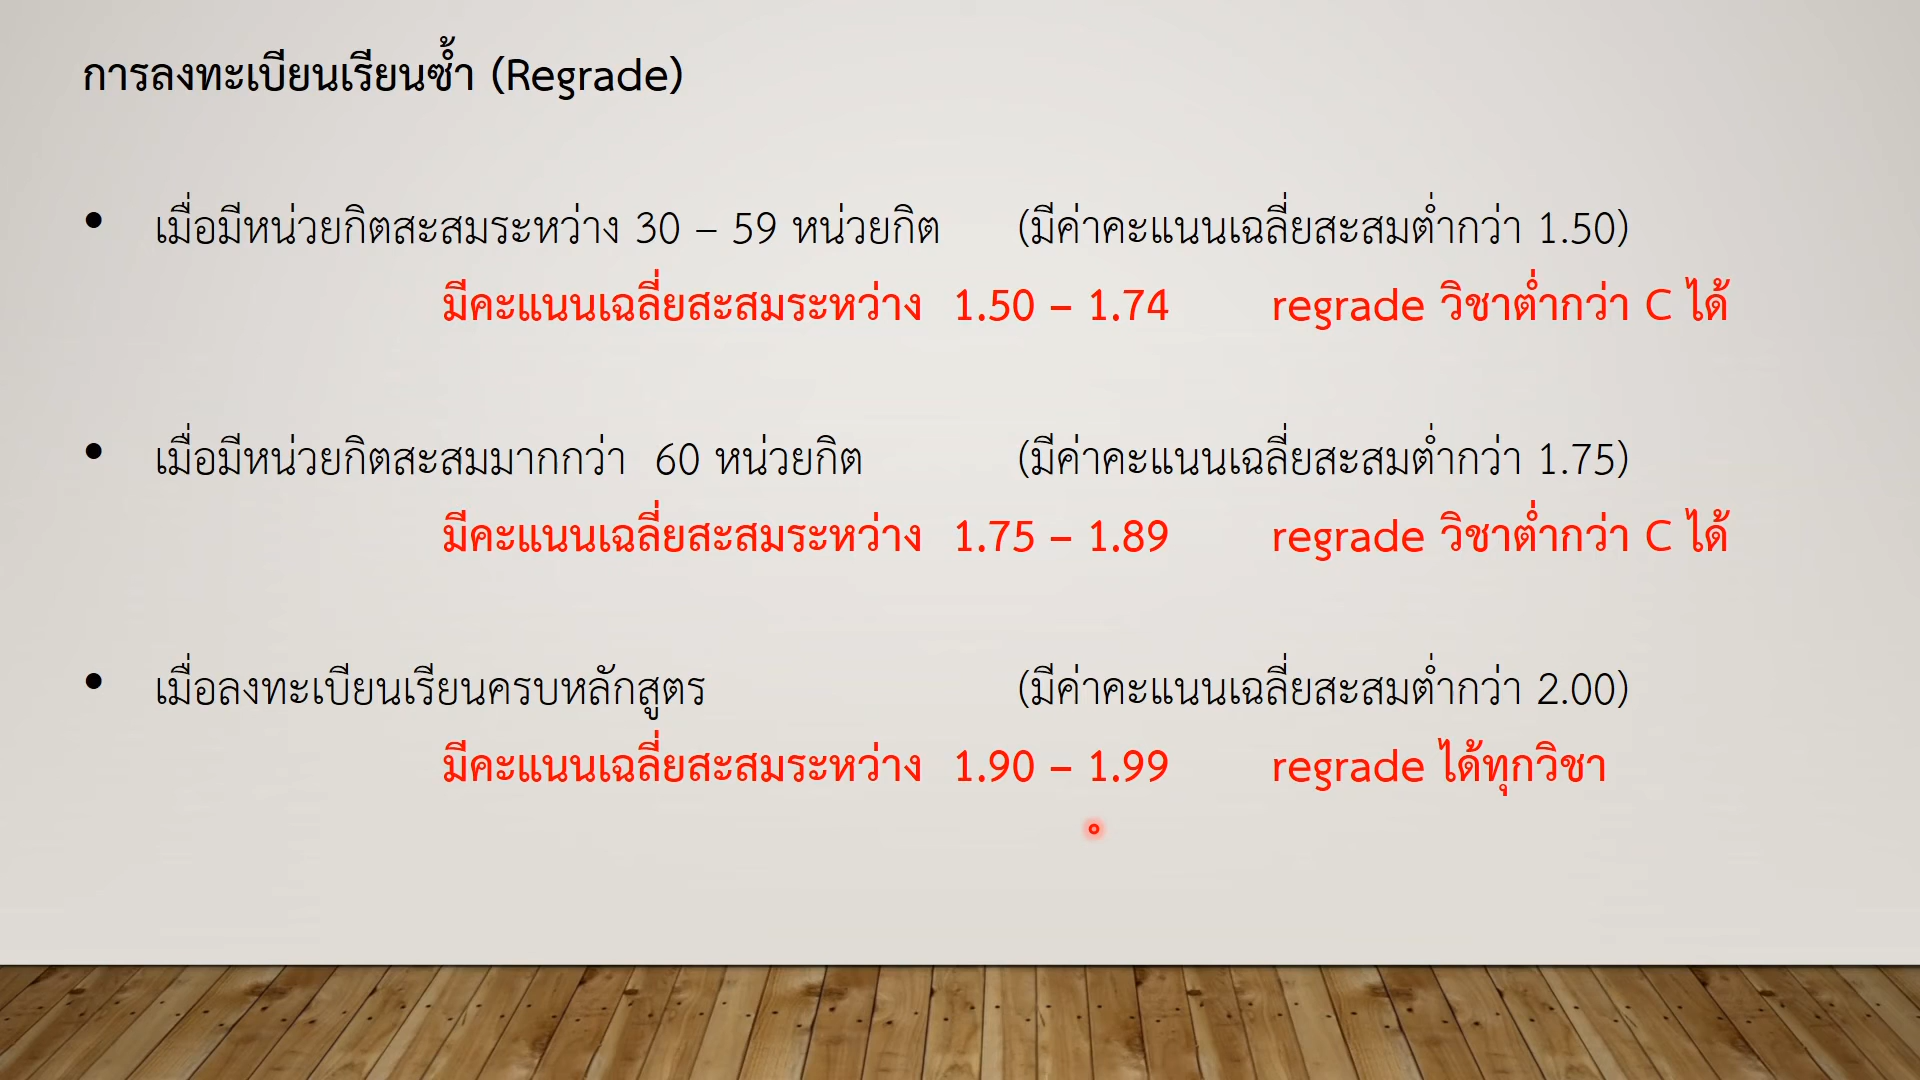 การลงทะเบียนเรียนซ้ำ (Regrade)
• เมื่อมีหน่วยกิตสะสมระหว่าง 30 – 59 หน่วยกิต (มีค่าคะแนนเฉลี่ยสะสมต่ำกว่า 1.50)
มีคะแนนเฉลี่ยสะสมระหว่าง 1.50 – 1.74 regrade วิชาต่ำกว่า C ได้
• เมื่อมีหน่วยกิตสะสมมากกว่า 60 หน่วยกิต (มีค่าคะแนนเฉลี่ยสะสมต่ำกว่า 1.75)
มีคะแนนเฉลี่ยสะสมระหว่าง 1.75 – 1.89 regrade วิชาต่ำกว่า C ได้
• เมื่อลงทะเบียนเรียนครบหลักสูตร (มีค่าคะแนนเฉลี่ยสะสมต่ำกว่า 2.00)
มีคะแนนเฉลี่ยสะสมระหว่าง 1.90 – 1.99 regrade ได้ทุกวิชา